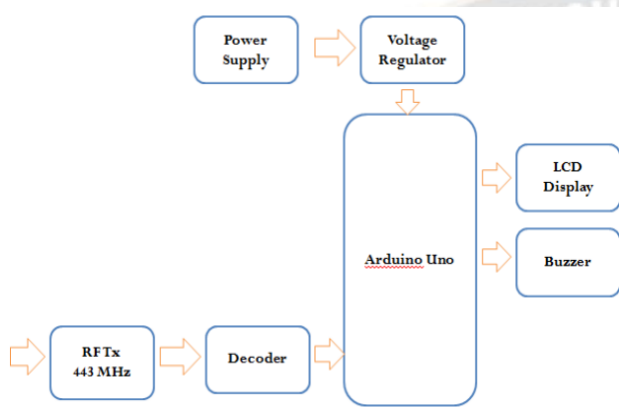 Power
Supply
Voltage
Regulator
LCD
Display
Arduino Uno
Buzzer
RFTx
443 MHz
Decoder